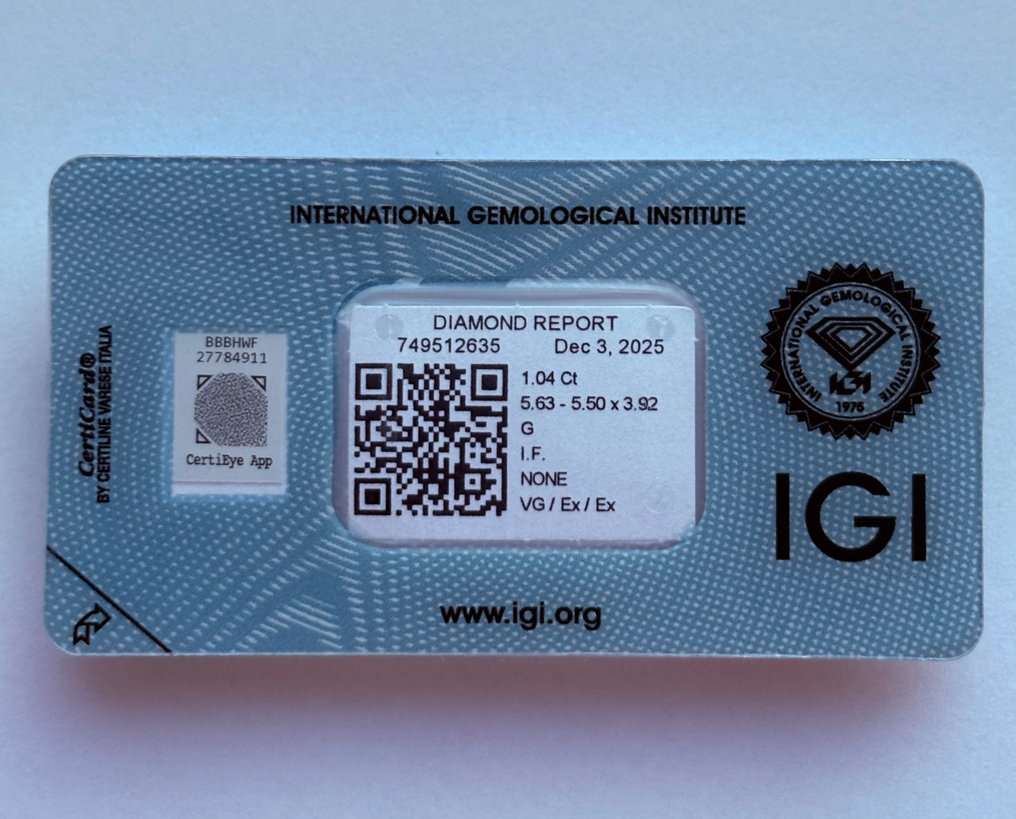 INTERNATIONAL GEMOLOGICAL INSTITUTE
CertiCard®
BY CERTILINE VARESE ITALIA
BBBHWF
27784911
CertiEye App
DIAMOND REPORT
749512635 Dec 3, 2025
1.04 Ct
5.63 - 5.50 x 3.92
G
I.F.
NONE
VG / Ex / Ex
INTERNATIONAL GEMOLOGICAL INSTITUTE
IGI
1975
IGI
www.igi.org